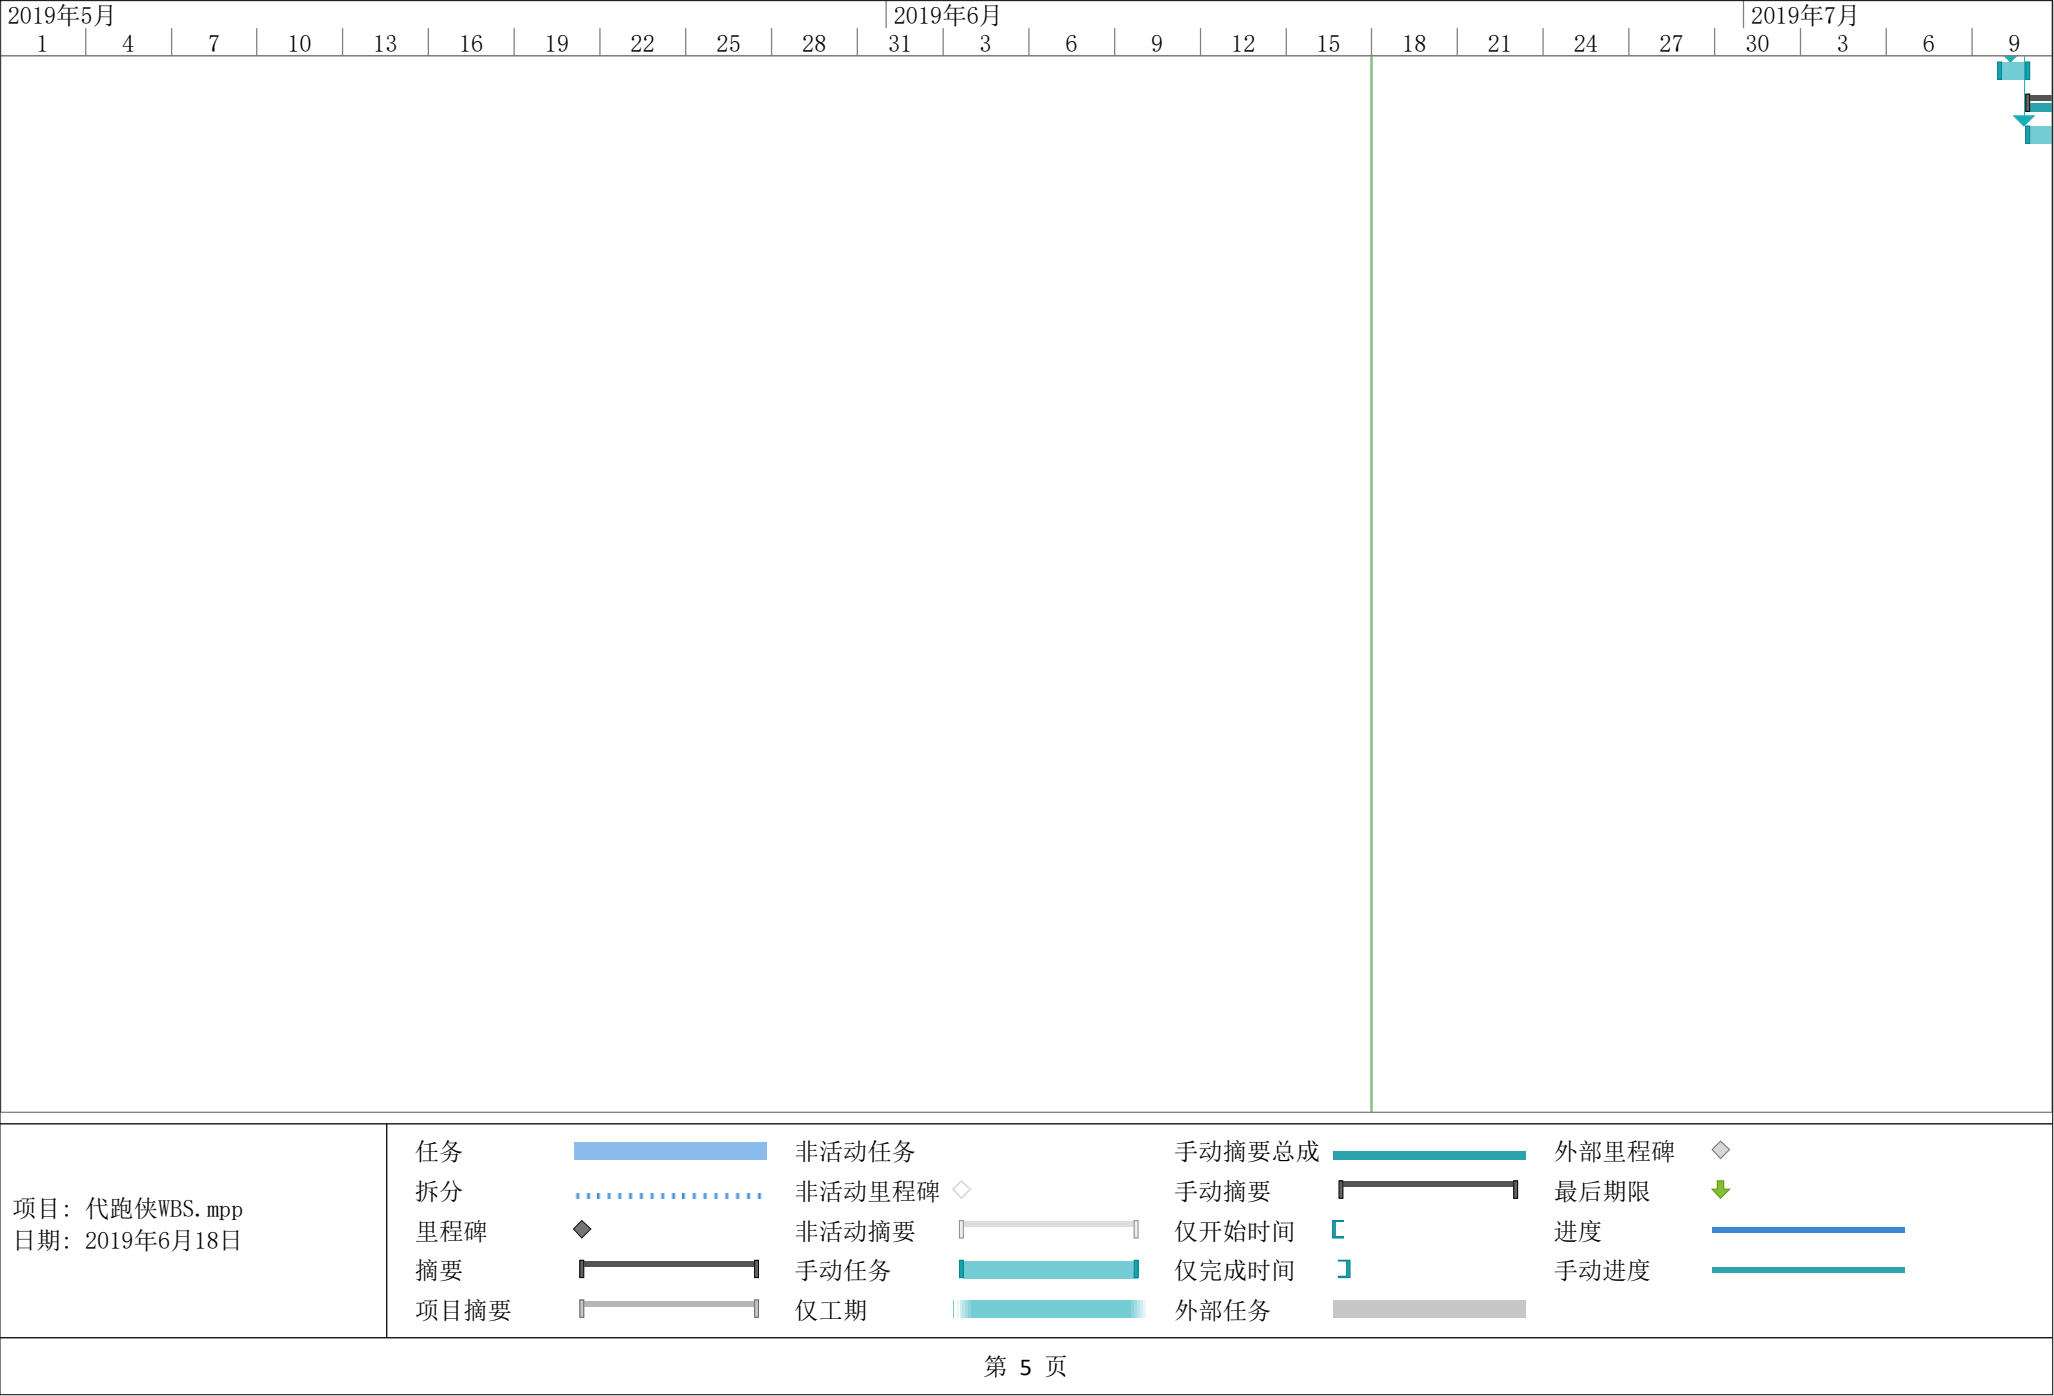 2019年5月 2019年6月 2019年7月
1 4 7 10 13 16 19 22 25 28 31 3 6 9 12 15 18 21 24 27 30 3 6 9
任务 非活动任务 手动摘要总成 外部里程碑
拆分 非活动里程碑 手动摘要 最后期限
项目: 代跑侠WBS.mpp
里程碑 非活动摘要 仅开始时间 进度
日期: 2019年6月18日
摘要 手动任务 仅完成时间 手动进度
项目摘要 仅工期 外部任务
第 5 页